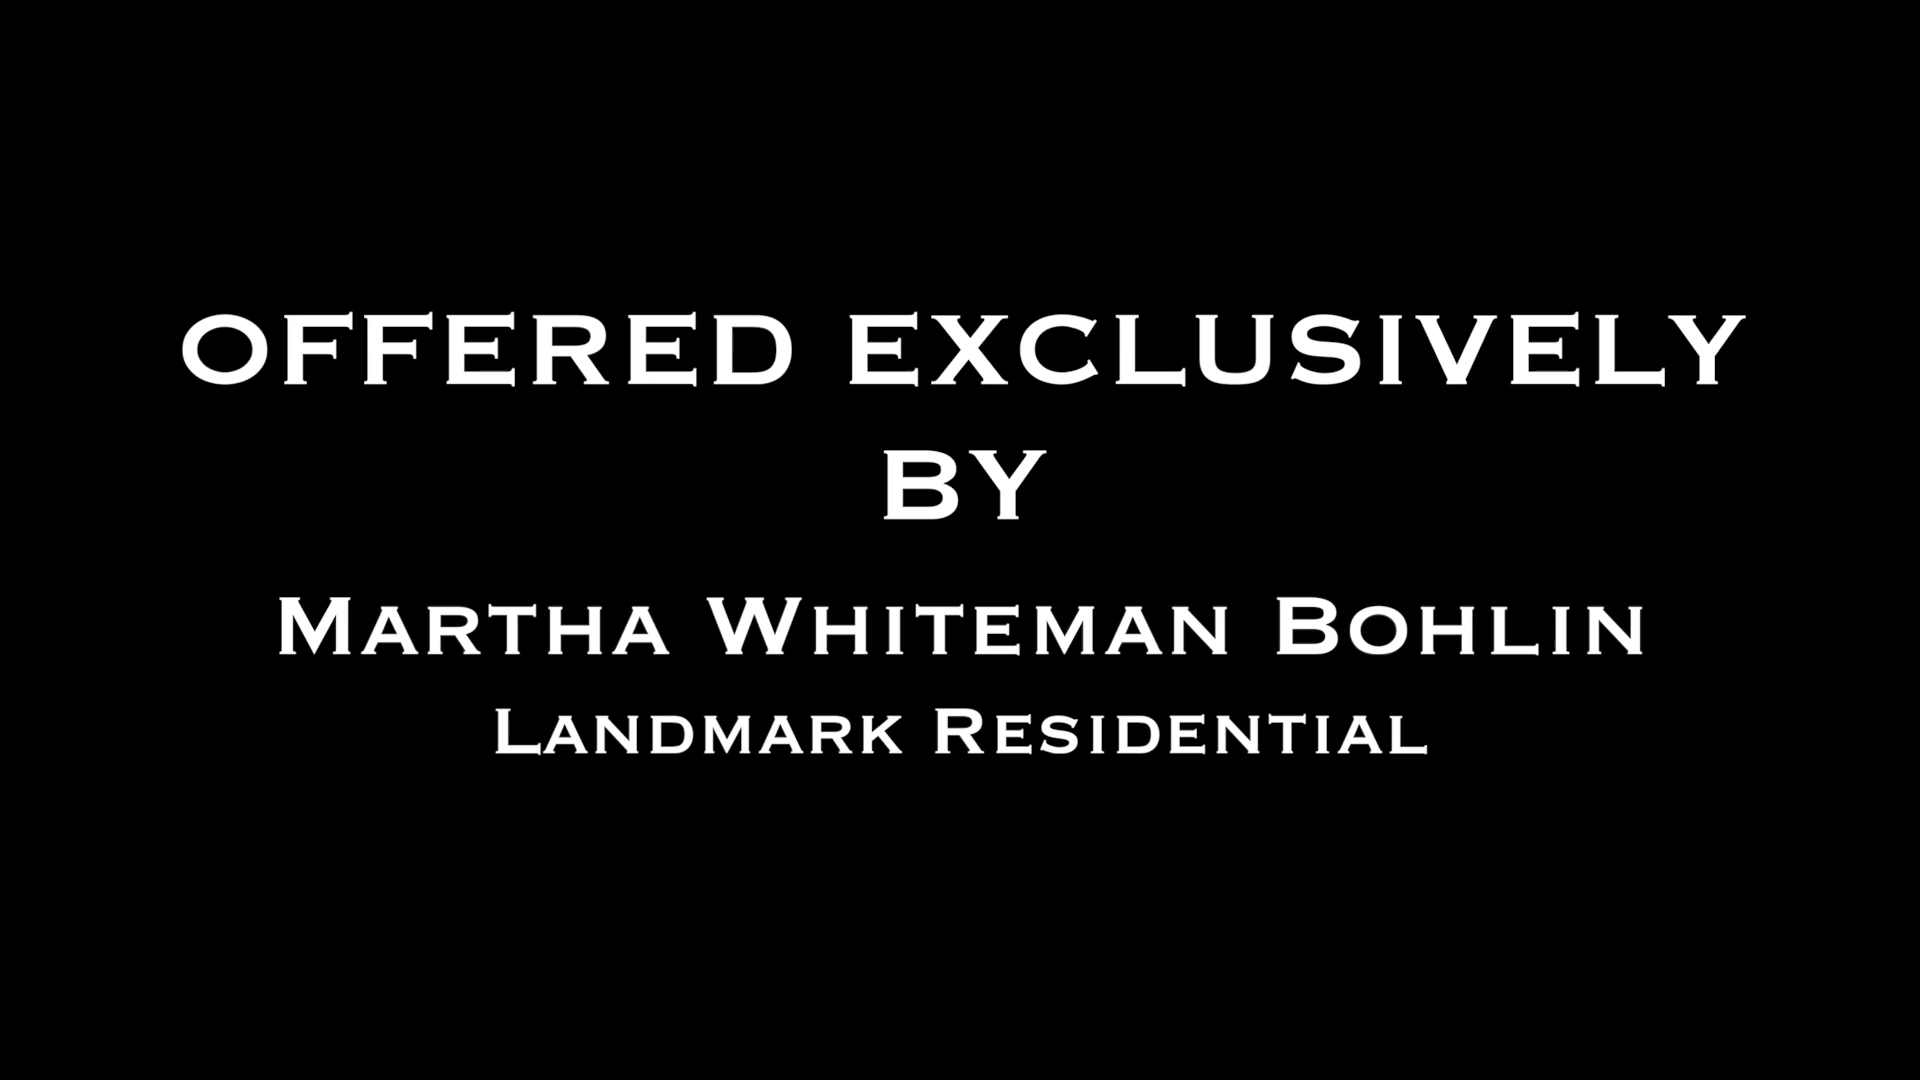 OFFERED EXCLUSIVELY
BY
MARTHA WHITEMAN BOHLIN
LANDMARK RESIDENTIAL